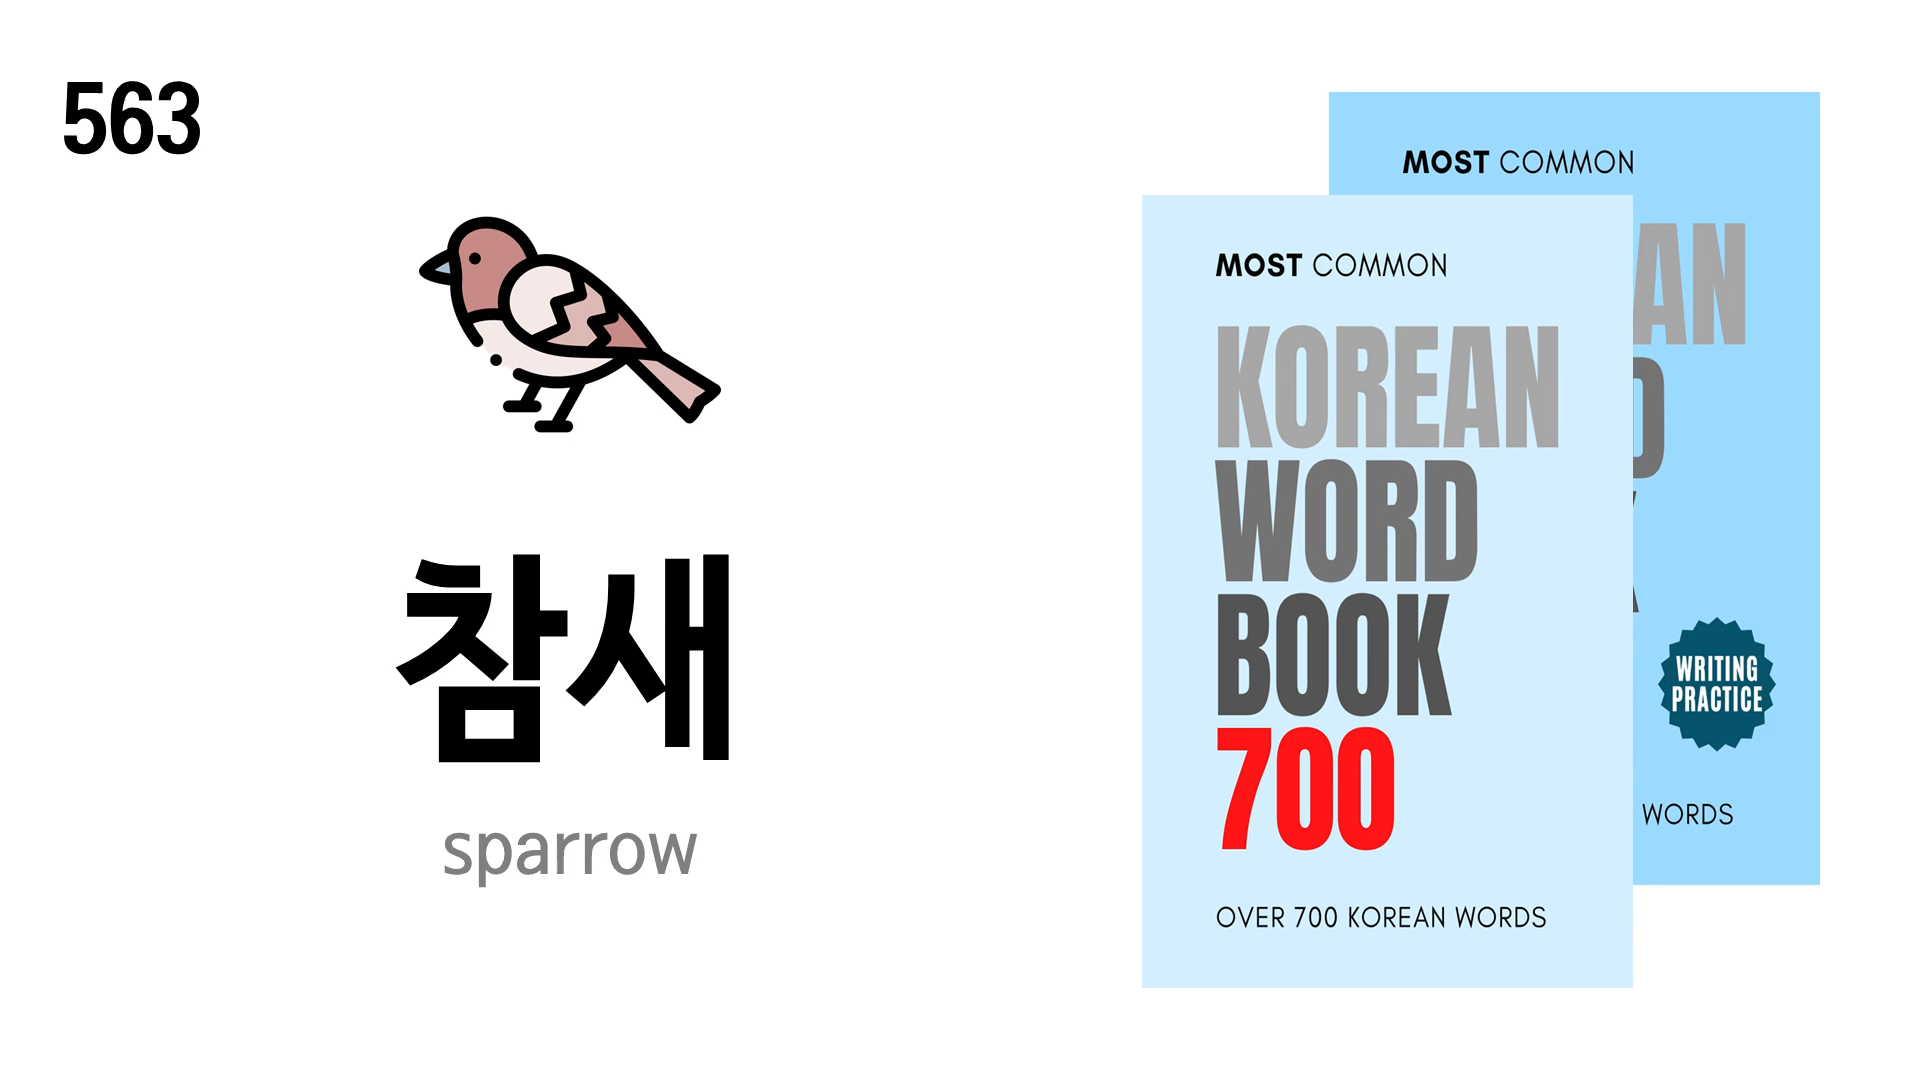 563
참새
sparrow
MOST COMMON
KOREAN
WORD
BOOK
700
OVER 700 KOREAN WORDS
MOST COMMON
AN
WRITING
PRACTICE
WORDS